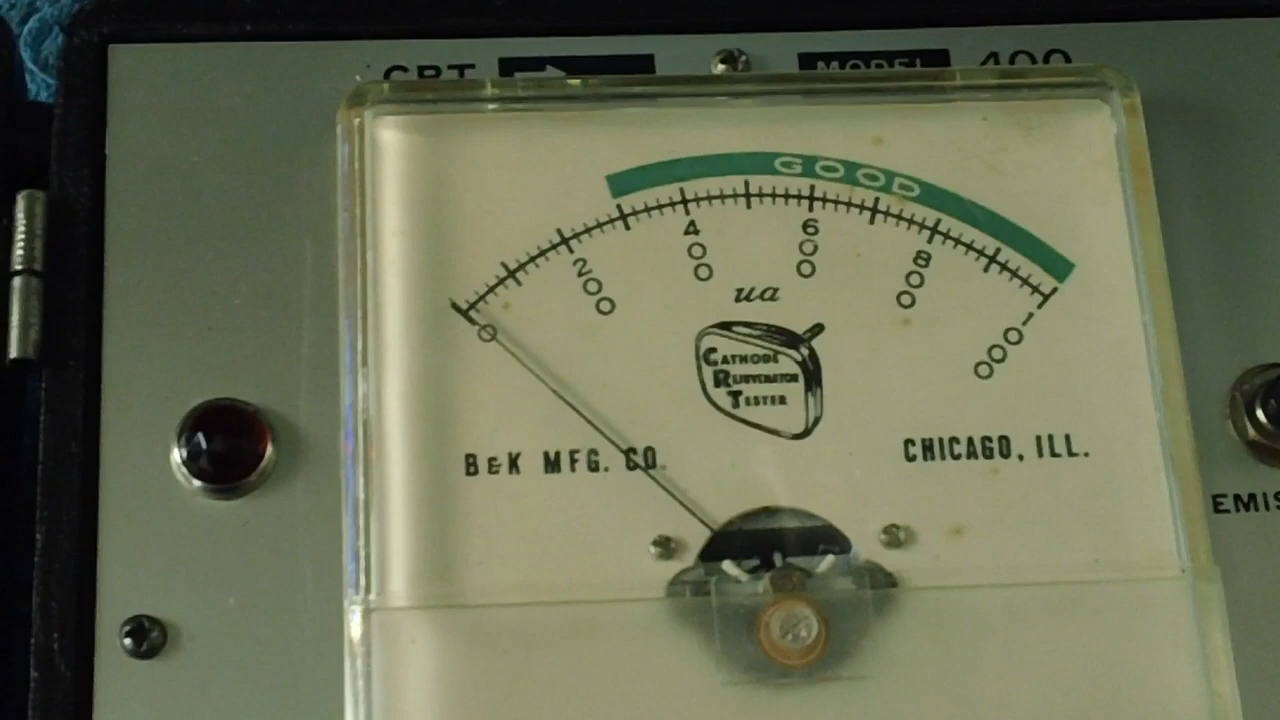 CRT MODEL 400
GOOD
0 200 400 600 800 1000
ua
CATHODE
REJUVENATOR
TESTER
B&K MFG. CO.
CHICAGO, ILL.
EMIS